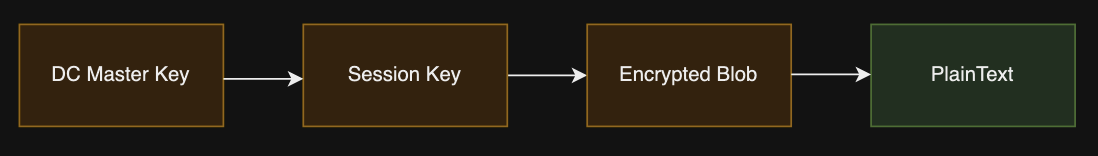 DC Master Key
Session Key
Encrypted Blob
PlainText